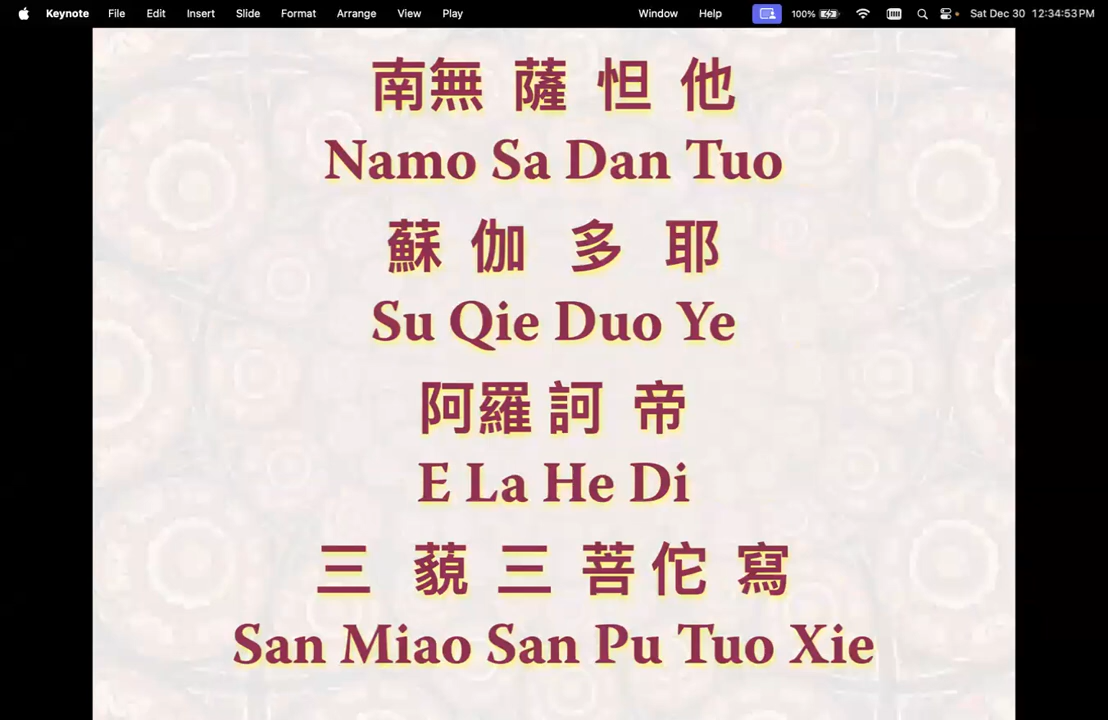 Keynote File Edit Insert Slide Format Arrange View Play Window Help 100% Sat Dec 30 12:34:53 PM
南無 薩 怛 他
Namo Sa Dan Tuo
蘇 伽 多 耶
Su Qie Duo Ye
阿羅 訶 帝
E La He Di
三 藐 三 菩 佗 寫
San Miao San Pu Tuo Xie